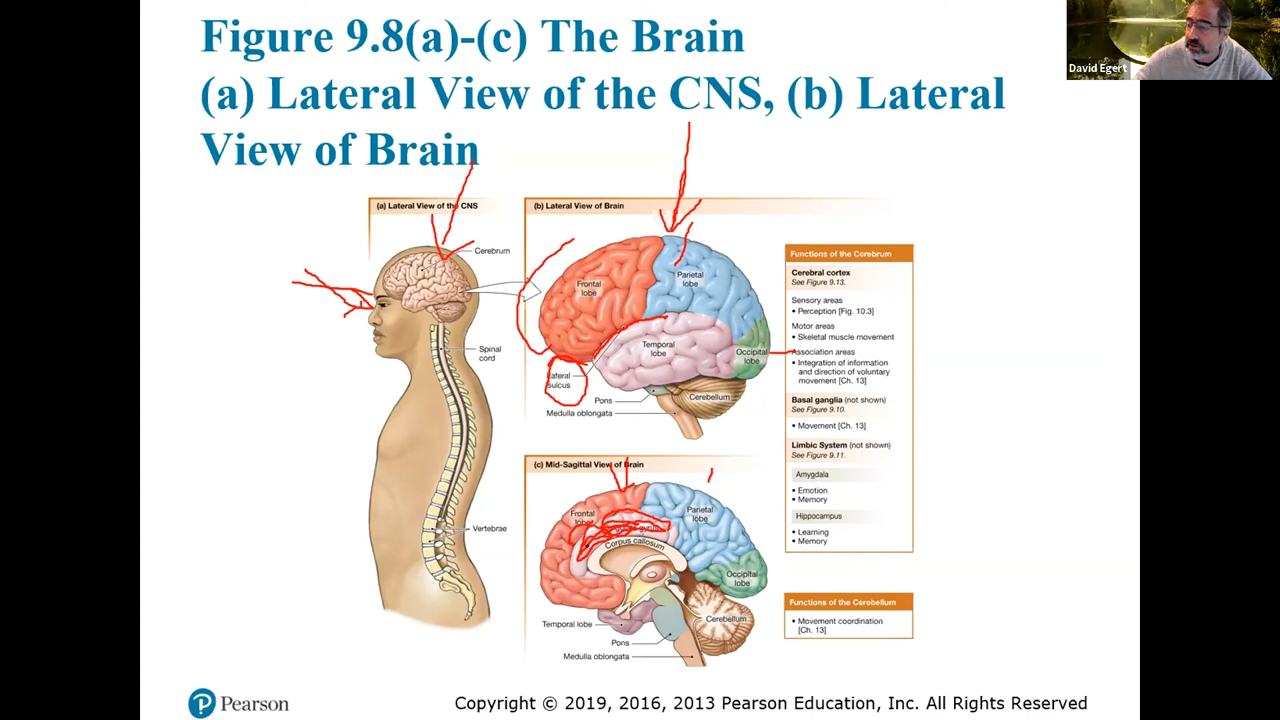 Figure 9.8(a)-(c) The Brain
(a) Lateral View of the CNS, (b) Lateral
View of Brain
David Egert
(a) Lateral View of the CNS
Cerebrum
Spinal
cord
Vertebrae
(b) Lateral View of Brain
Frontal
lobe
Parietal
lobe
Temporal
lobe
Occipital
lobe
Lateral
sulcus
Pons
Cerebellum
Medulla oblongata
(c) Mid-Sagittal View of Brain
Frontal
lobe
Parietal
lobe
Corpus callosum
Occipital
lobe
Temporal lobe
Cerebellum
Pons
Medulla oblongata
Functions of the Cerebrum
Cerebral cortex
See Figure 9.13.
Sensory areas
• Perception [Fig. 10.3]
Motor areas
• Skeletal muscle movement
Association areas
• Integration of information
and direction of voluntary
movement [Ch. 13]
Basal ganglia (not shown)
See Figure 9.10.
• Movement [Ch. 13]
Limbic System (not shown)
See Figure 9.11.
Amygdala
• Emotion
• Memory
Hippocampus
• Learning
• Memory
Functions of the Cerebellum
• Movement coordination
[Ch. 13]
P Pearson
Copyright © 2019, 2016, 2013 Pearson Education, Inc. All Rights Reserved